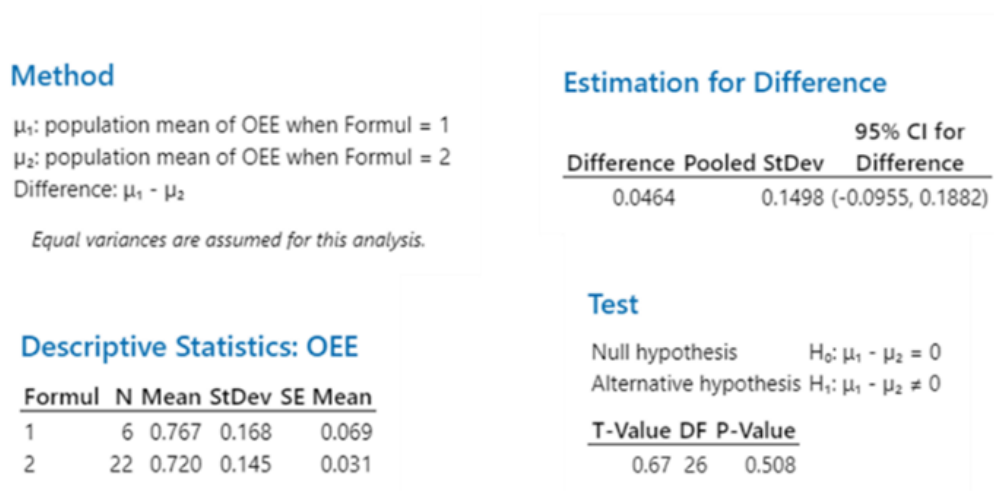 Method
μ₁: population mean of OEE when Formul = 1
μ₂: population mean of OEE when Formul = 2
Difference: μ₁ - μ₂
Equal variances are assumed for this analysis.
Descriptive Statistics: OEE
Formul N Mean StDev SE Mean
1 6 0.767 0.168 0.069
2 22 0.720 0.145 0.031
Estimation for Difference
95% CI for
Difference Pooled StDev Difference
0.0464 0.1498 (-0.0955, 0.1882)
Test
Null hypothesis H₀: μ₁ - μ₂ = 0
Alternative hypothesis H₁: μ₁ - μ₂ ≠ 0
T-Value DF P-Value
0.67 26 0.508